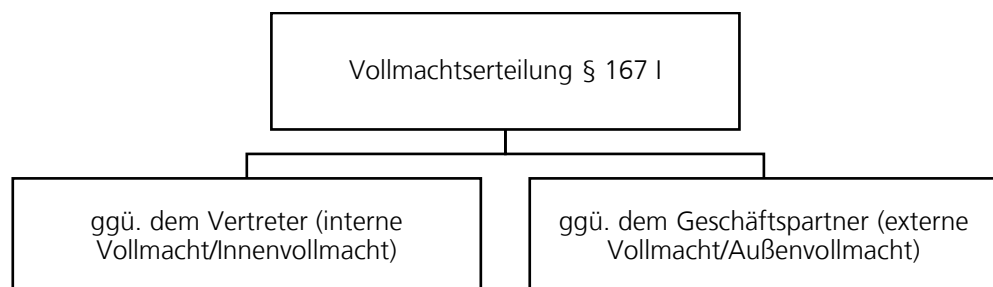 Vollmachtserteilung § 167 I
ggü. dem Vertreter (interne
Vollmacht/Innenvollmacht)
ggü. dem Geschäftspartner (externe
Vollmacht/Außenvollmacht)